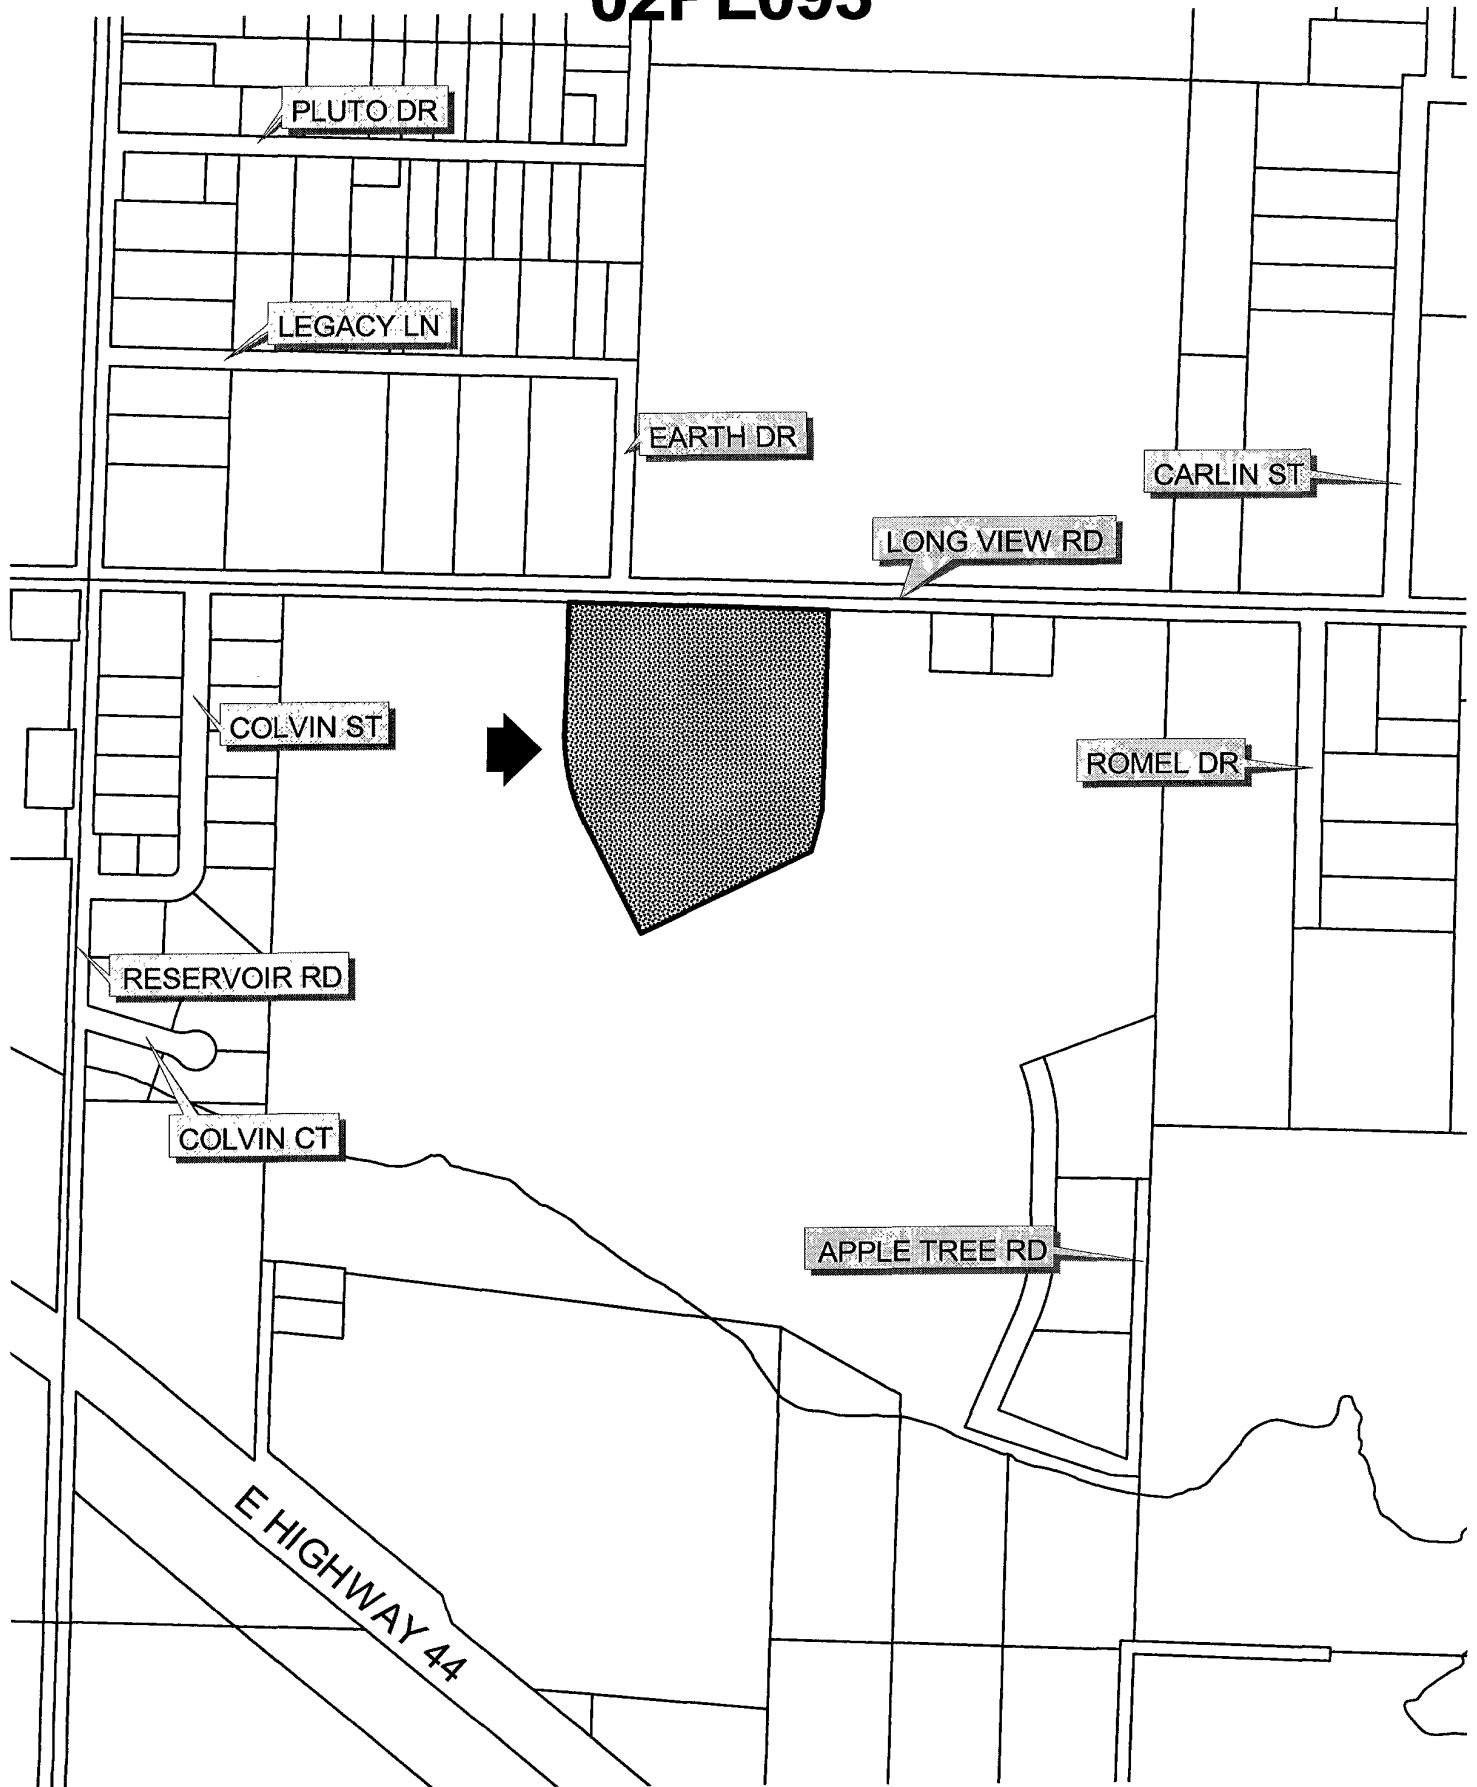 02PL093
PLUTO DR
LEGACY LN
EARTH DR
CARLIN ST
LONG VIEW RD
COLVIN ST
ROMEL DR
RESERVOIR RD
COLVIN CT
APPLE TREE RD
E HIGHWAY 44